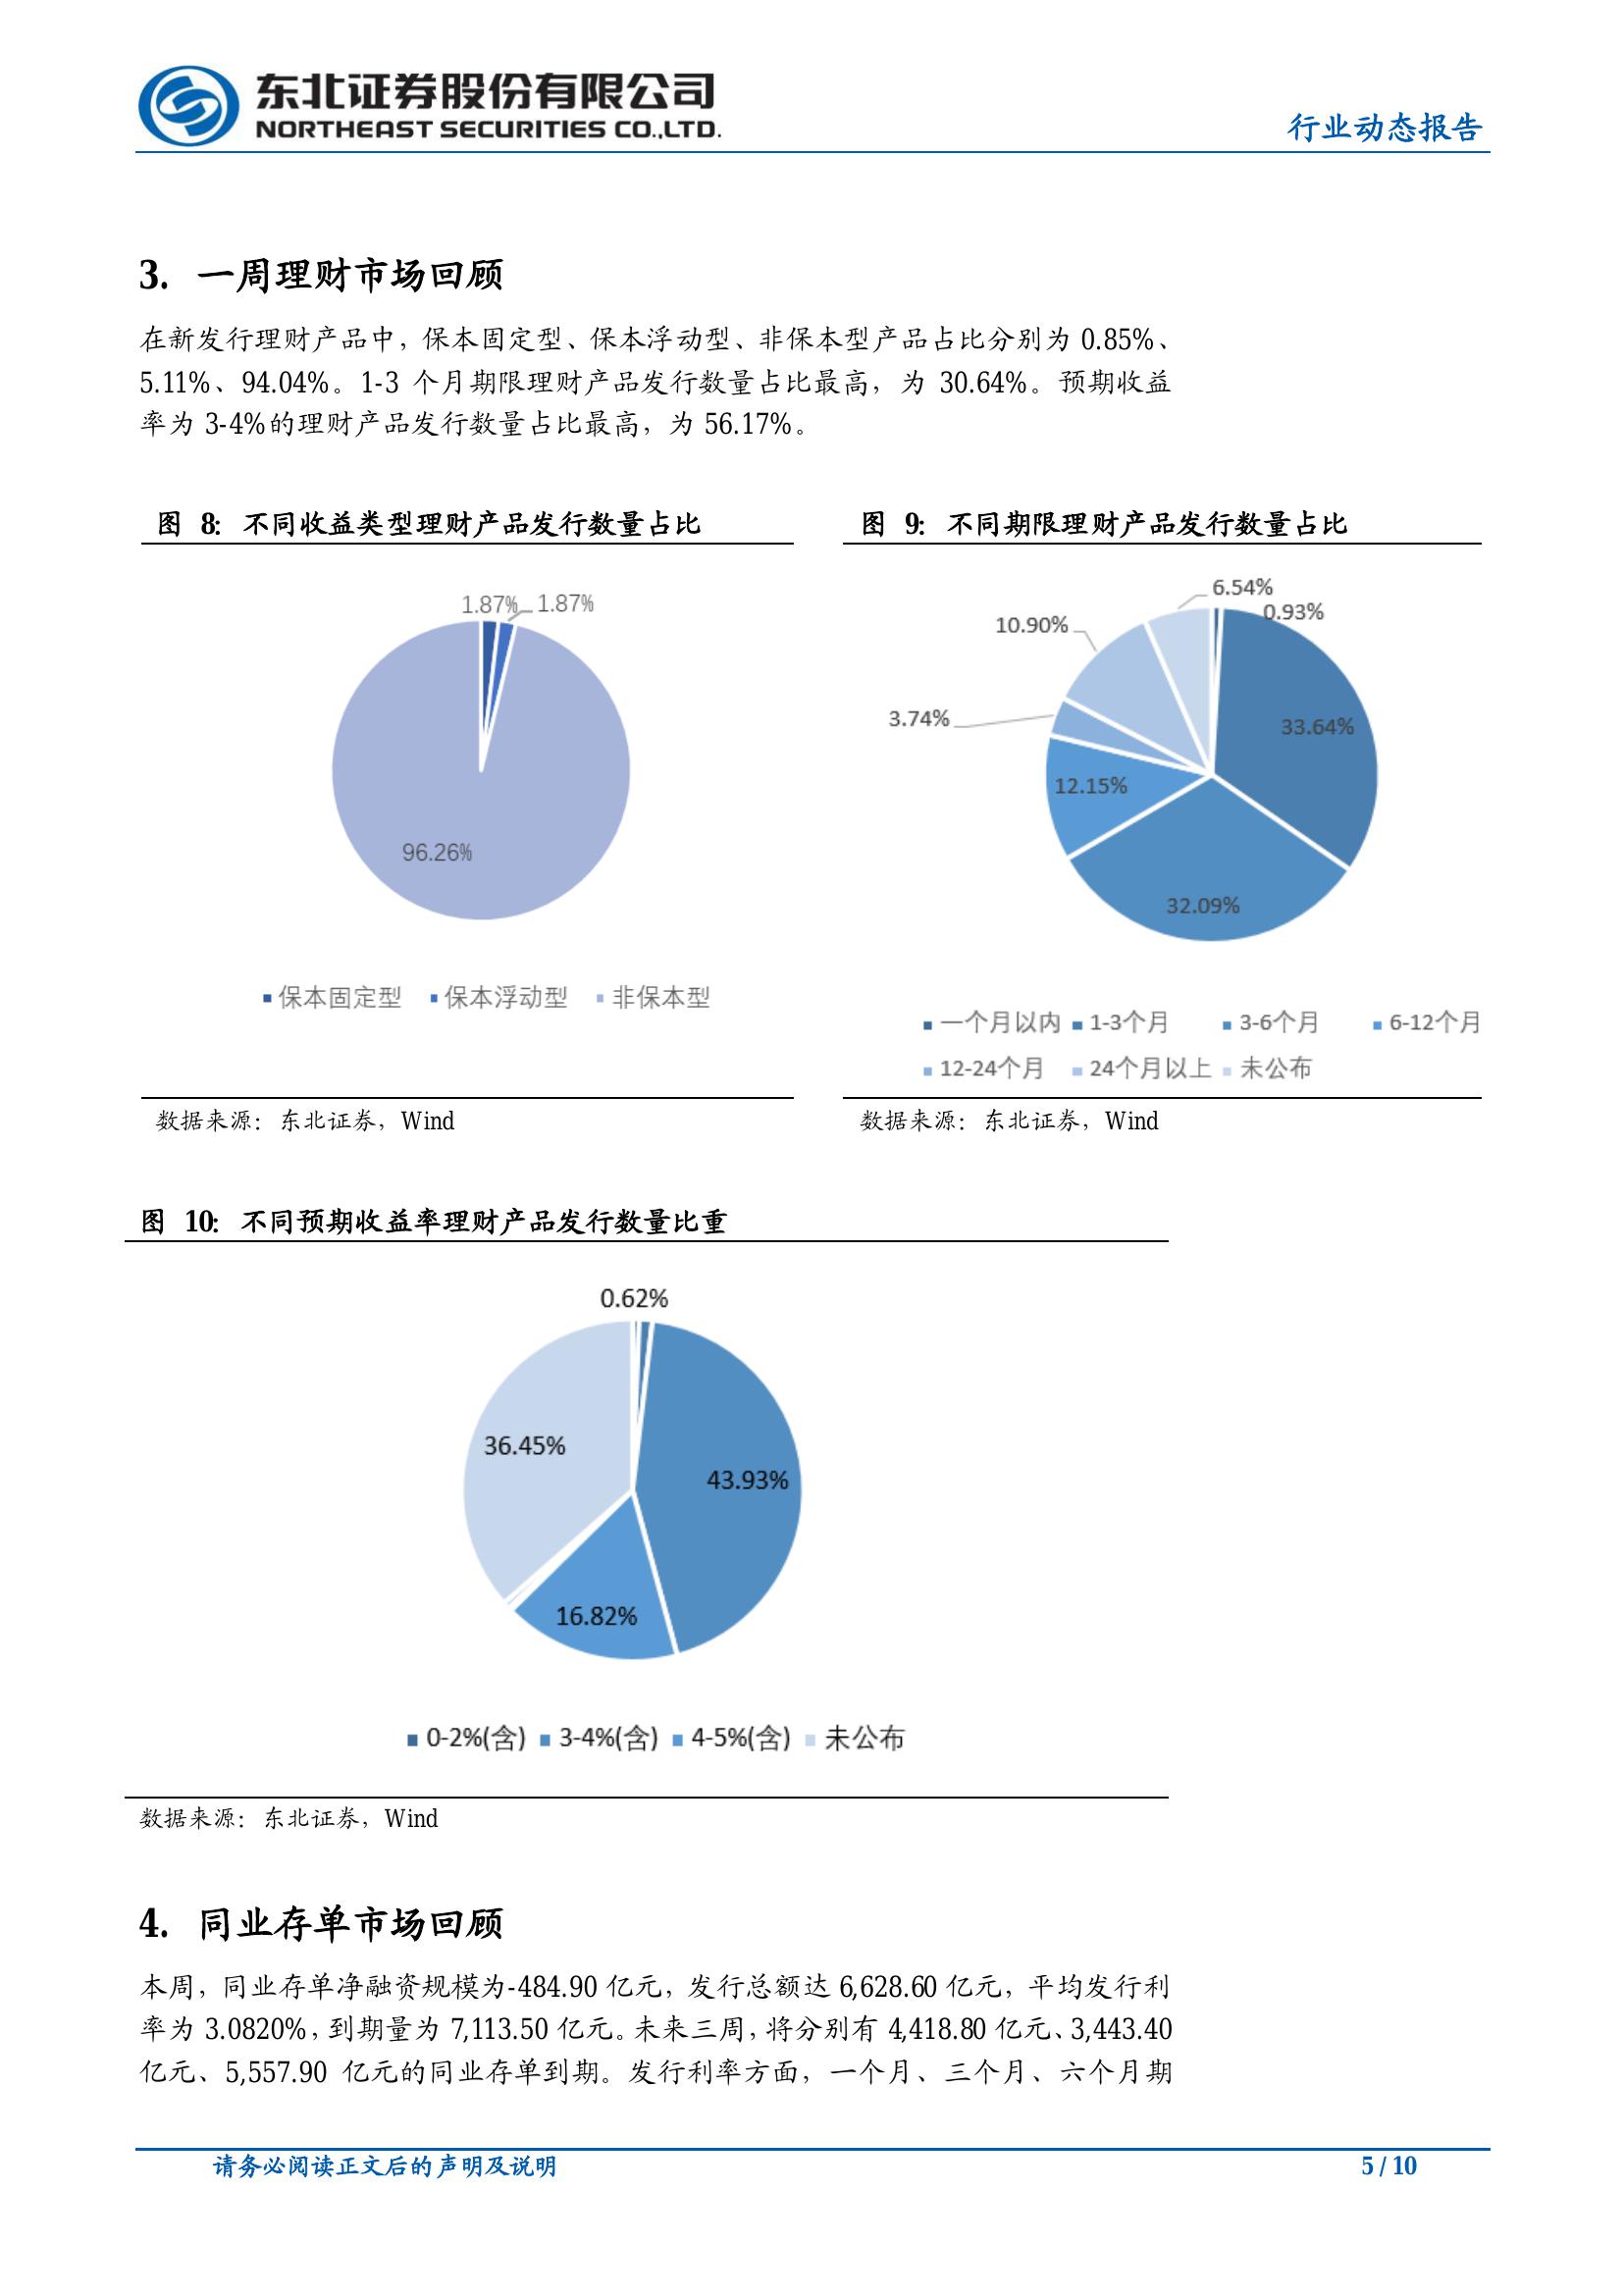 东北证券股份有限公司
NORTHEAST SECURITIES CO.,LTD.
行业动态报告
3. 一周理财市场回顾
在新发行理财产品中，保本固定型、保本浮动型、非保本型产品占比分别为 0.85%、
5.11%、94.04%。1-3 个月期限理财产品发行数量占比最高，为 30.64%。预期收益
率为 3-4%的理财产品发行数量占比最高，为 56.17%。
图 8: 不同收益类型理财产品发行数量占比
1.87% 1.87%
96.26%
保本固定型 保本浮动型 非保本型
数据来源：东北证券，Wind
图 9: 不同期限理财产品发行数量占比
6.54%
0.93%
10.90%
3.74%
33.64%
12.15%
32.09%
一个月以内 1-3个月 3-6个月 6-12个月
12-24个月 24个月以上 未公布
数据来源：东北证券，Wind
图 10: 不同预期收益率理财产品发行数量比重
0.62%
36.45%
43.93%
16.82%
0-2%(含) 3-4%(含) 4-5%(含) 未公布
数据来源：东北证券，Wind
4. 同业存单市场回顾
本周，同业存单净融资规模为-484.90 亿元，发行总额达 6,628.60 亿元，平均发行利
率为 3.0820%，到期量为 7,113.50 亿元。未来三周，将分别有 4,418.80 亿元、3,443.40
亿元、5,557.90 亿元的同业存单到期。发行利率方面，一个月、三个月、六个月期
请务必阅读正文后的声明及说明
5 / 10